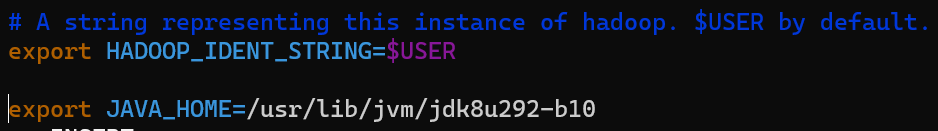 # A string representing this instance of hadoop. $USER by default.
export HADOOP_IDENT_STRING=$USER
export JAVA_HOME=/usr/lib/jvm/jdk8u292-b10